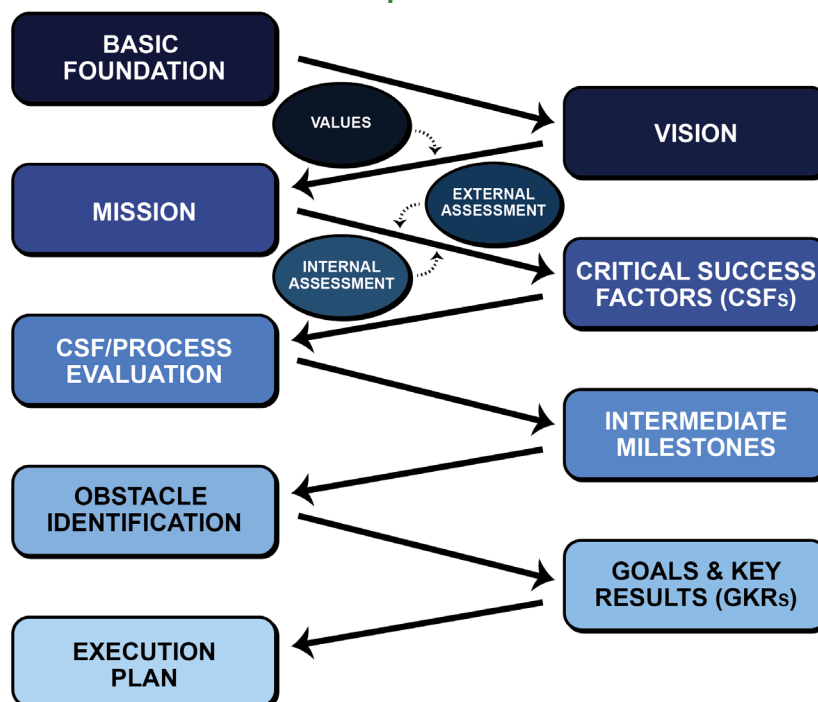 BASIC
FOUNDATION
VALUES
VISION
MISSION
EXTERNAL
ASSESSMENT
INTERNAL
ASSESSMENT
CRITICAL SUCCESS
FACTORS (CSFs)
CSF/PROCESS
EVALUATION
INTERMEDIATE
MILESTONES
OBSTACLE
IDENTIFICATION
GOALS & KEY
RESULTS (GKRs)
EXECUTION
PLAN